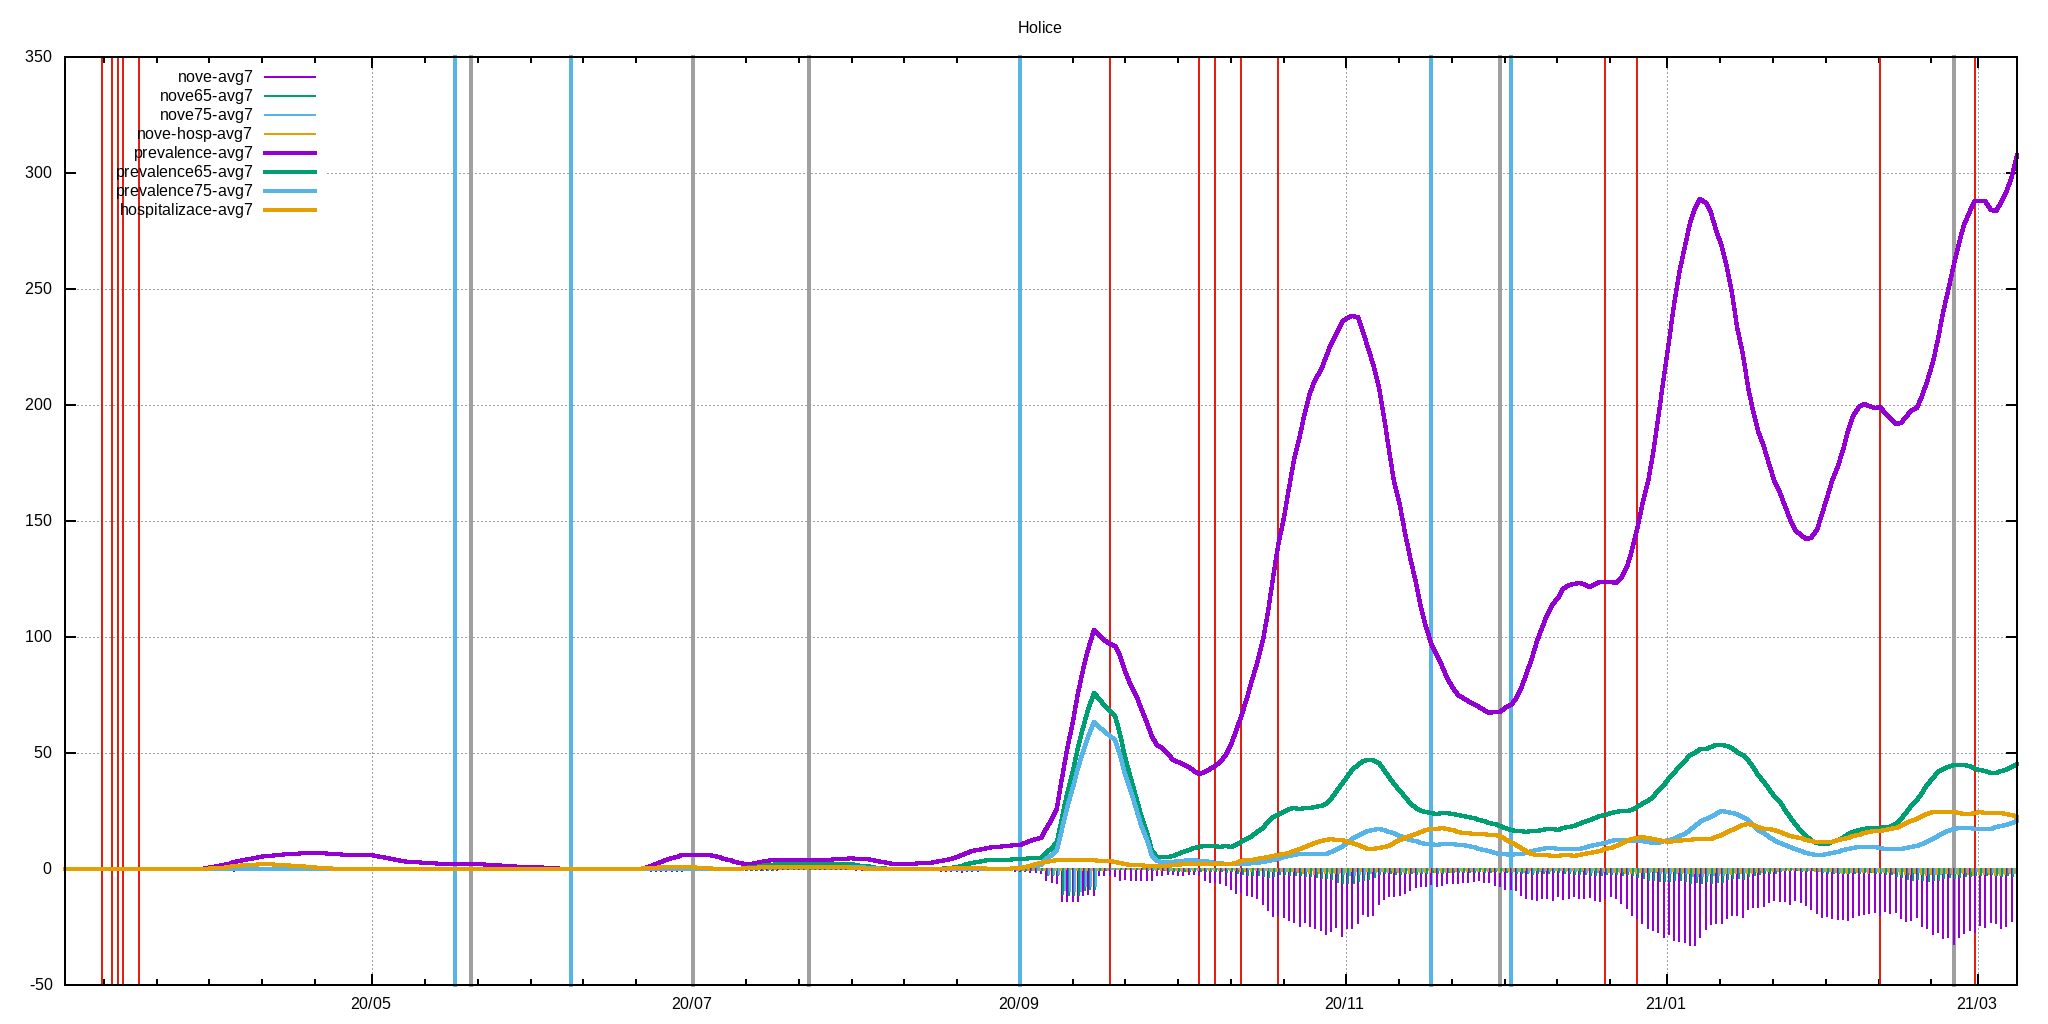 Holice
350
300
250
200
150
100
50
0
-50
nove-avg7
nove65-avg7
nove75-avg7
nove-hosp-avg7
prevalence-avg7
prevalence65-avg7
prevalence75-avg7
hospitalizace-avg7
20/05 20/07 20/09 20/11 21/01 21/03